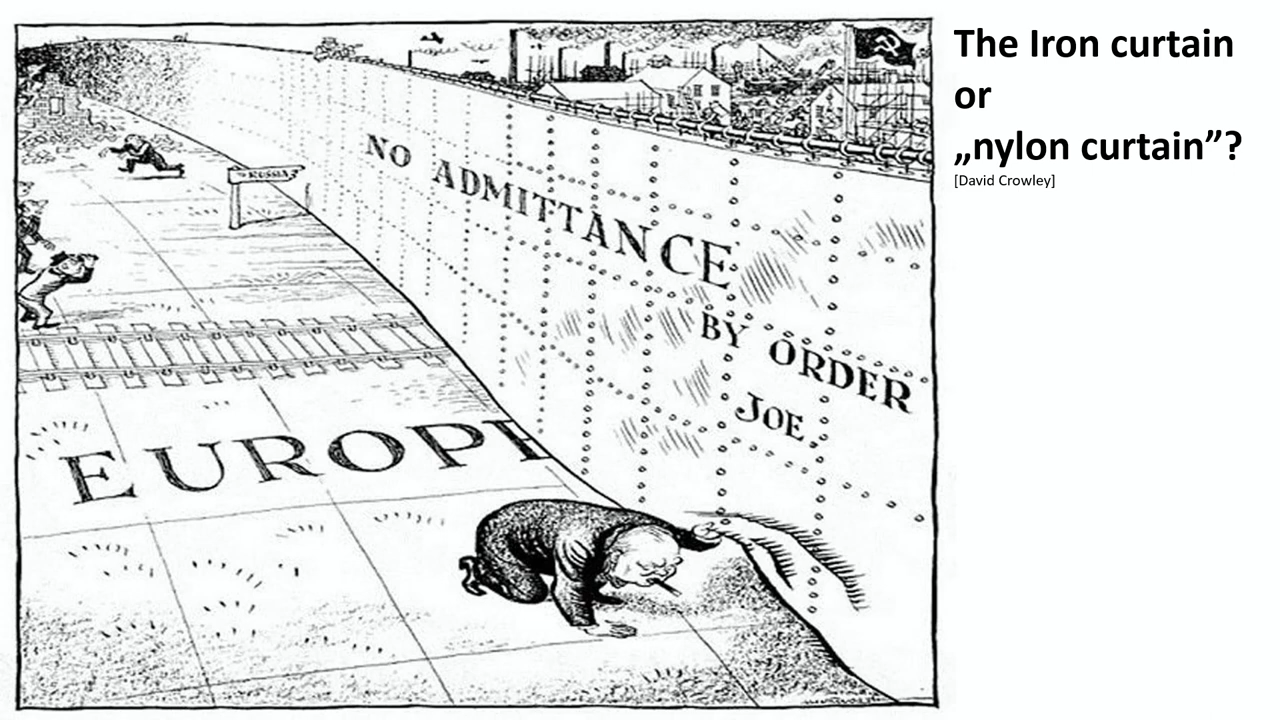 The Iron curtain
or
„nylon curtain”?
[David Crowley]
RUSSIA
NO ADMITTANCE
BY ORDER
JOE.
EUROPE